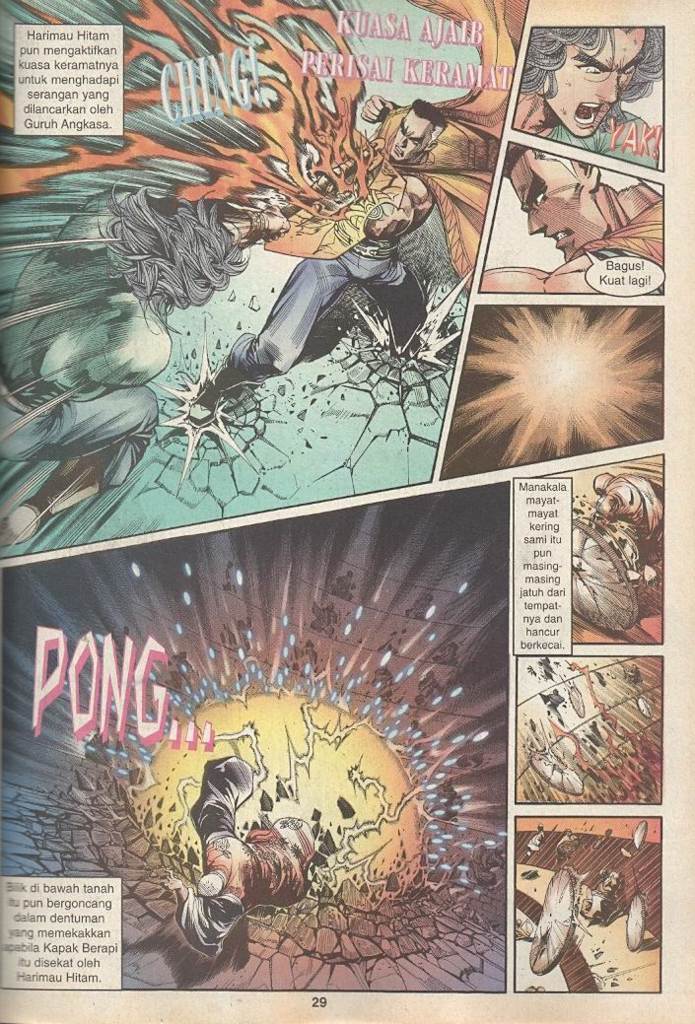 Harimau Hitam
pun mengaktifkan
kuasa keramatnya
untuk menghadapi
serangan yang
dilancarkan oleh
Guruh Angkasa.
CHING!
KUASA AJAIB
PERISAI KERAMAT
YAK!
Bagus!
Kuat lagi!
Manakala
mayat-
mayat
kering
sami itu
pun
masing-
masing
jatuh dari
tempat-
nya dan
hancur
berkecai.
PONG...
Bilik di bawah tanah
itu pun bergoncang
dalam dentuman
yang memekakkan
apabila Kapak Berapi
itu disekat oleh
Harimau Hitam.
29